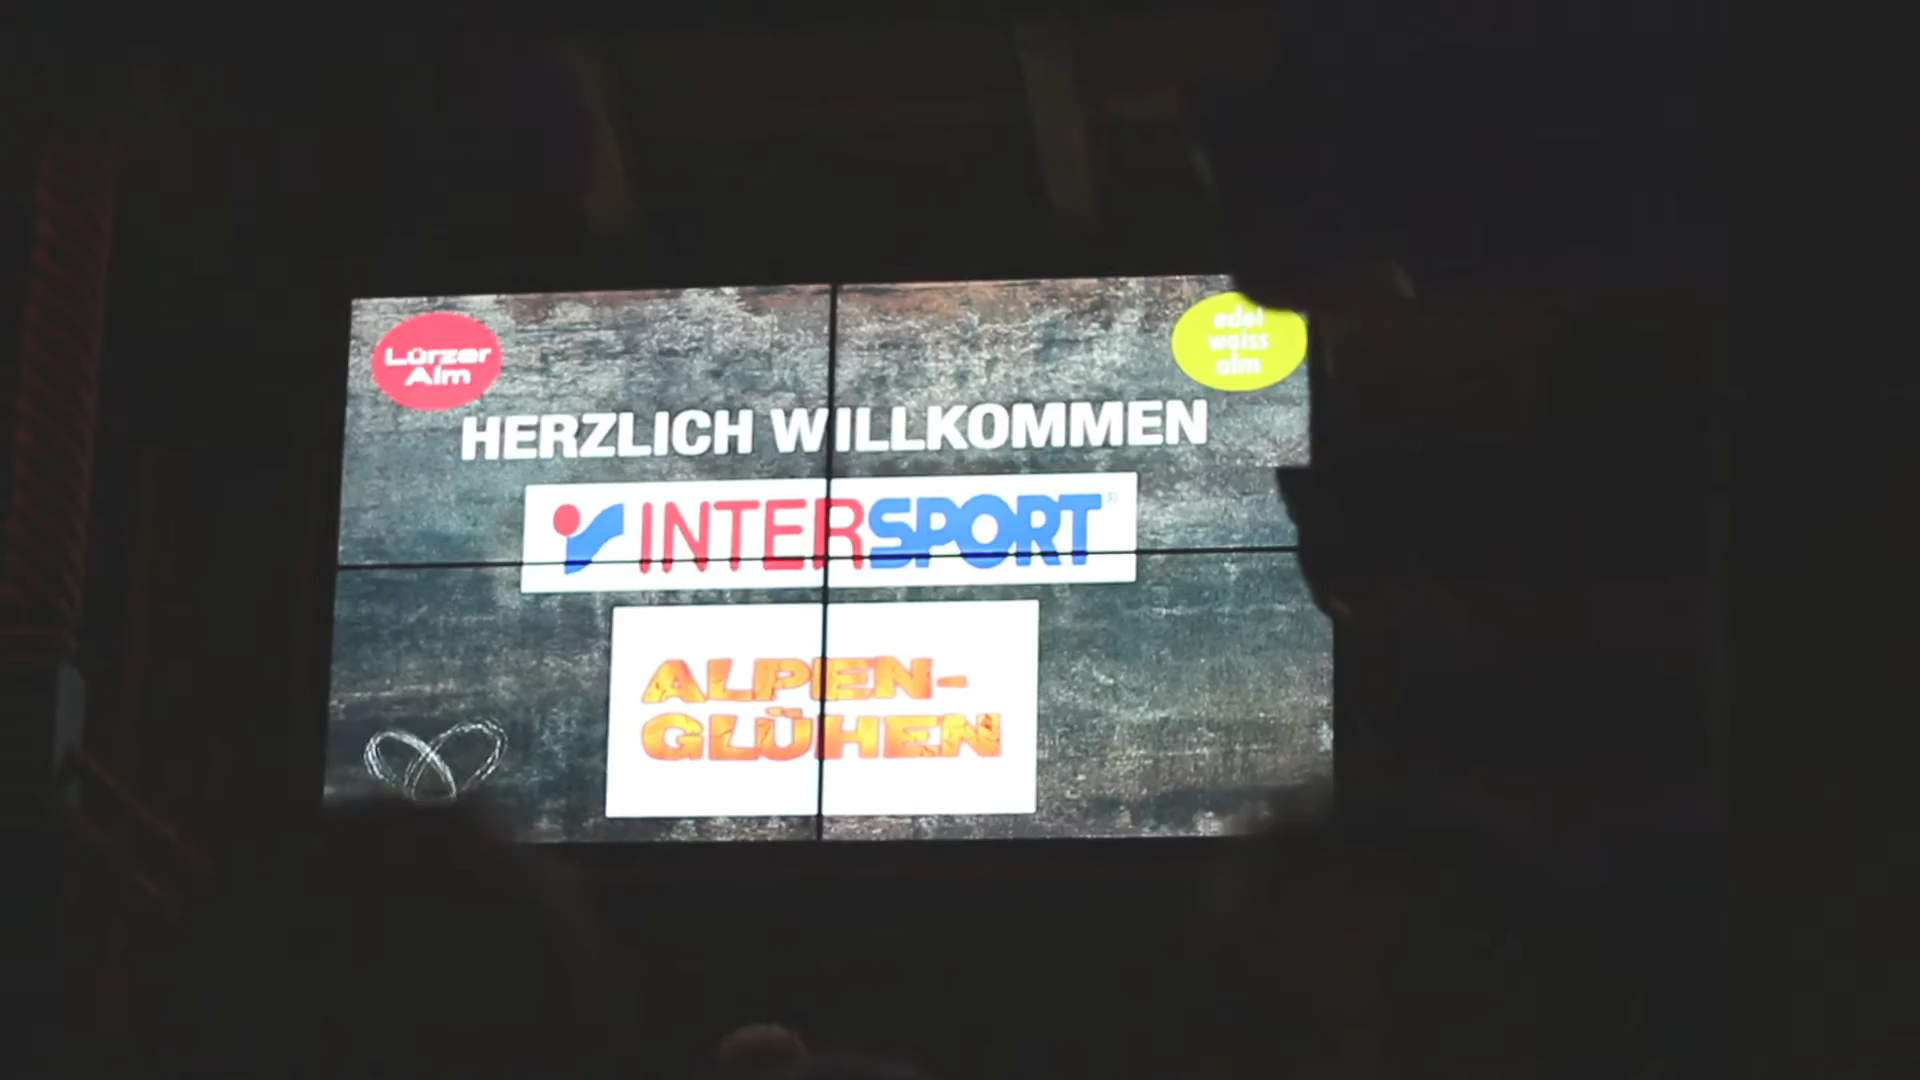 Lürzer
Alm
edel
weiss
alm
HERZLICH WILLKOMMEN
INTERSPORT®
ALPEN-
GLÜHEN